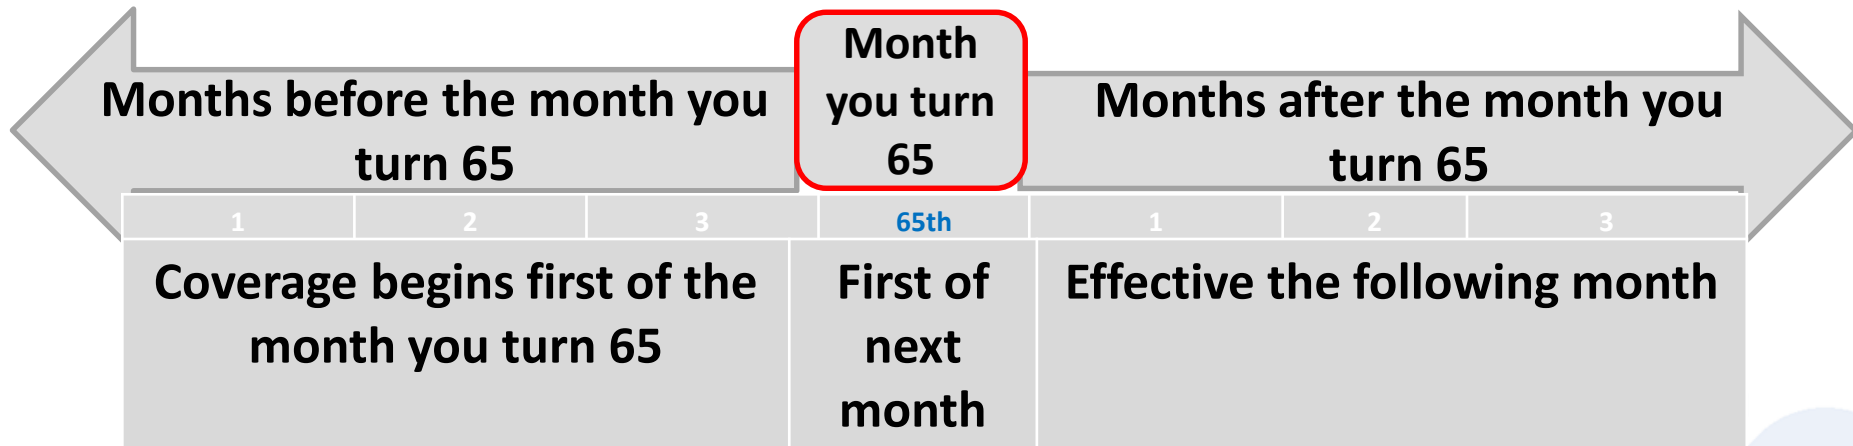 Months before the month you
turn 65
Month
you turn
65
Months after the month you
turn 65
1 2 3 65th 1 2 3
Coverage begins first of the
month you turn 65
First of
next
month
Effective the following month